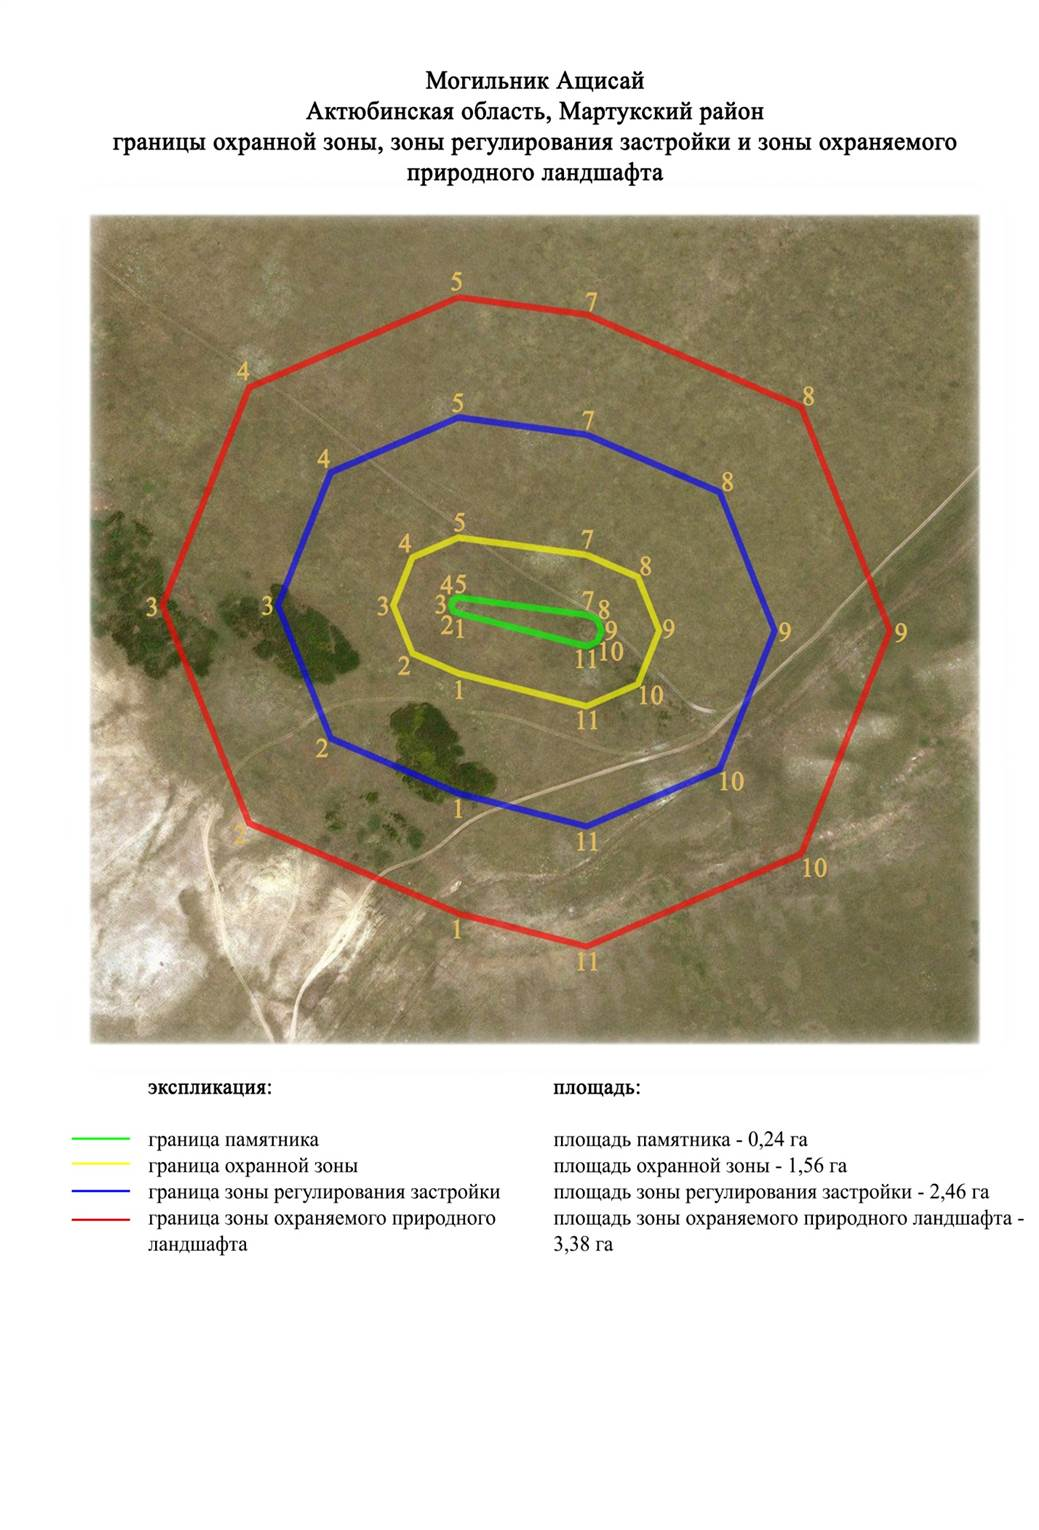 Могильник Ащисай
Актюбинская область, Мартукский район
границы охранной зоны, зоны регулирования застройки и зоны охраняемого
природного ландшафта
5
7
4
8
5
7
4
8
5
7
4
8
45
7
8
3
3
3
3
9
9
9
9
21
10
11
2
1
10
11
2
10
1
11
2
10
1
11
экспликация:
площадь:
граница памятника
площадь памятника - 0,24 га
граница охранной зоны
площадь охранной зоны - 1,56 га
граница зоны регулирования застройки
площадь зоны регулирования застройки - 2,46 га
граница зоны охраняемого природного
ландшафта
площадь зоны охраняемого природного ландшафта -
3,38 га